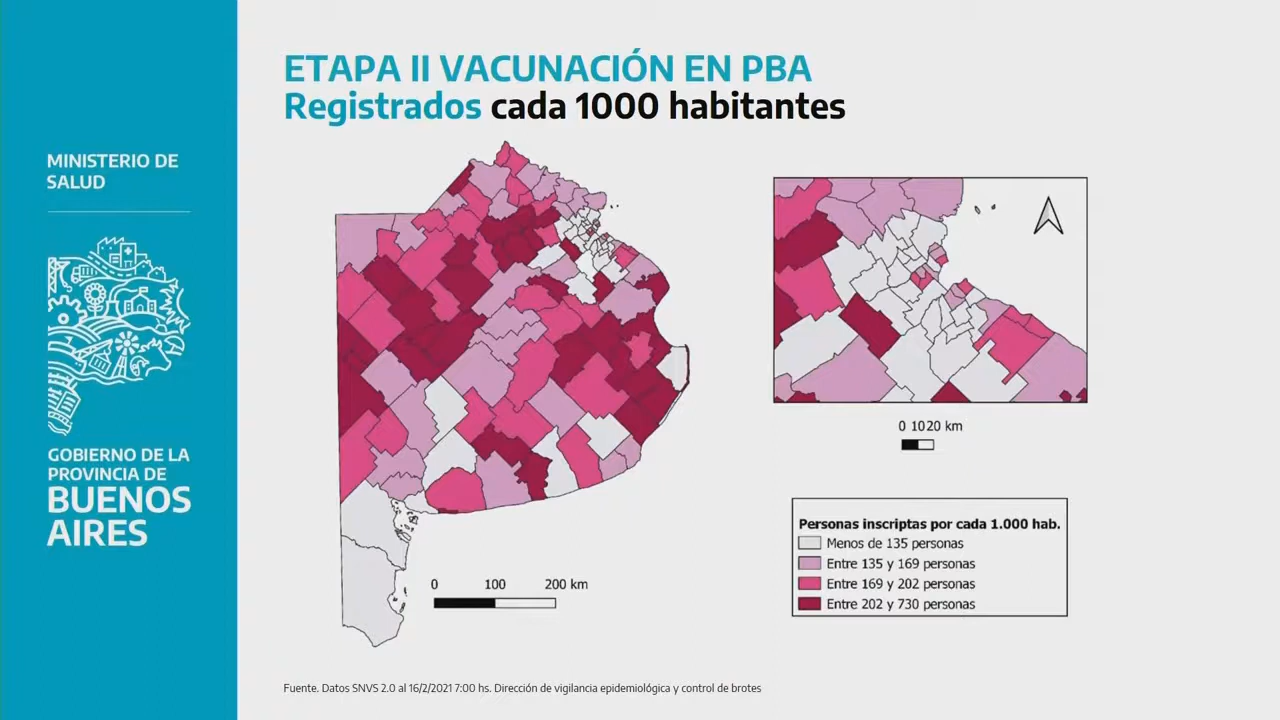 MINISTERIO DE
SALUD
GOBIERNO DE LA
PROVINCIA DE
BUENOS
AIRES
ETAPA II VACUNACIÓN EN PBA
Registrados cada 1000 habitantes
0 100 200 km
0 1020 km
Personas inscriptas por cada 1.000 hab.
Menos de 135 personas
Entre 135 y 169 personas
Entre 169 y 202 personas
Entre 202 y 730 personas
Fuente. Datos SNVS 2.0 al 16/2/2021 7:00 hs. Dirección de vigilancia epidemiológica y control de brotes